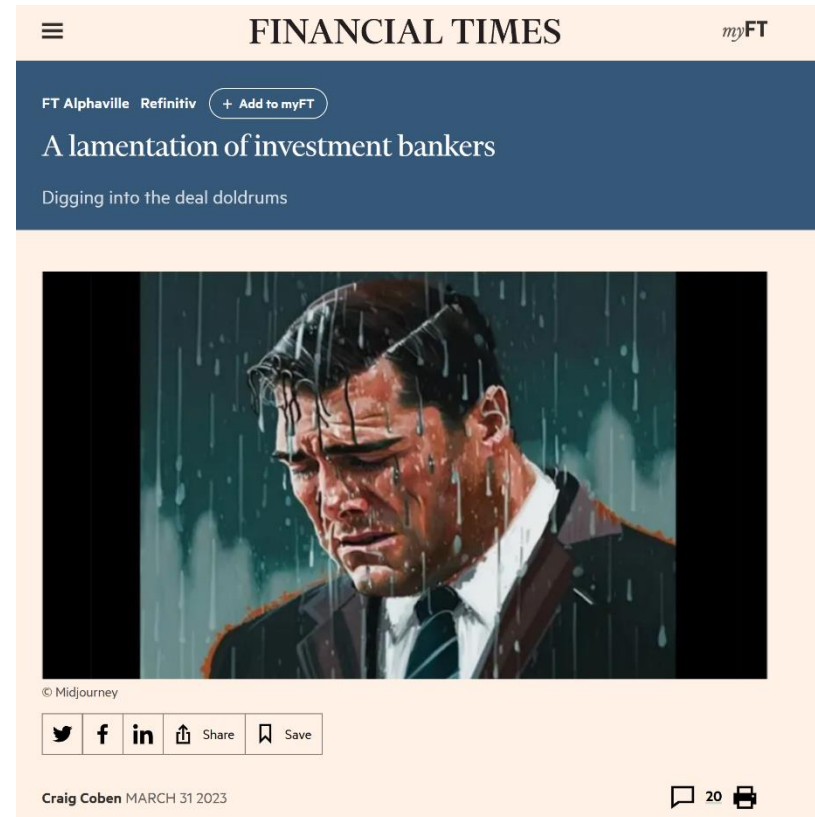 FINANCIAL TIMES
myFT
FT Alphaville Refinitiv + Add to myFT
A lamentation of investment bankers
Digging into the deal doldrums
© Midjourney
f in Share Save
Craig Coben MARCH 31 2023
20